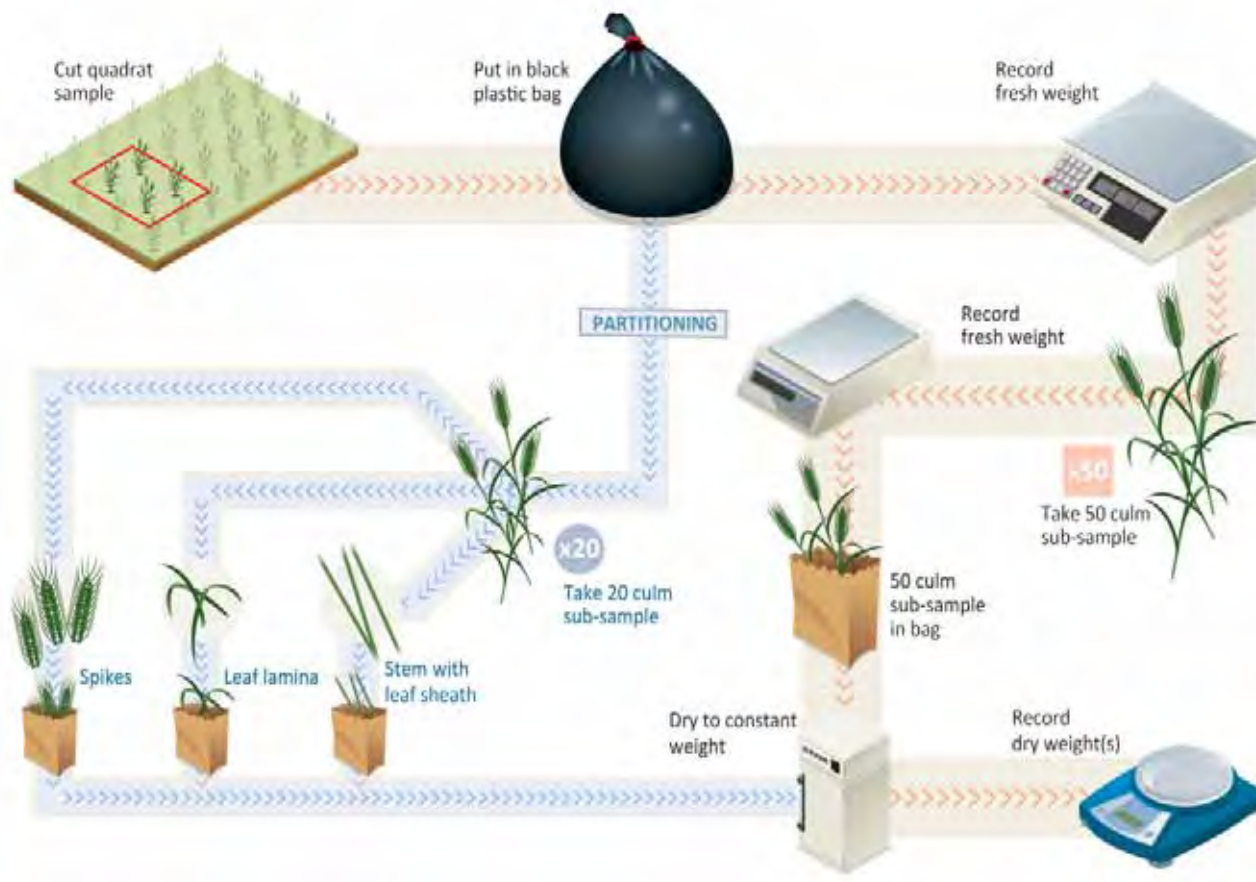 Cut quadrat
sample
Put in black
plastic bag
Record
fresh weight
PARTITIONING
Record
fresh weight
x50
Take 50 culm
sub-sample
x20
Take 20 culm
sub-sample
50 culm
sub-sample
in bag
Spikes
Leaf lamina
Stem with
leaf sheath
Dry to constant
weight
Record
dry weight(s)